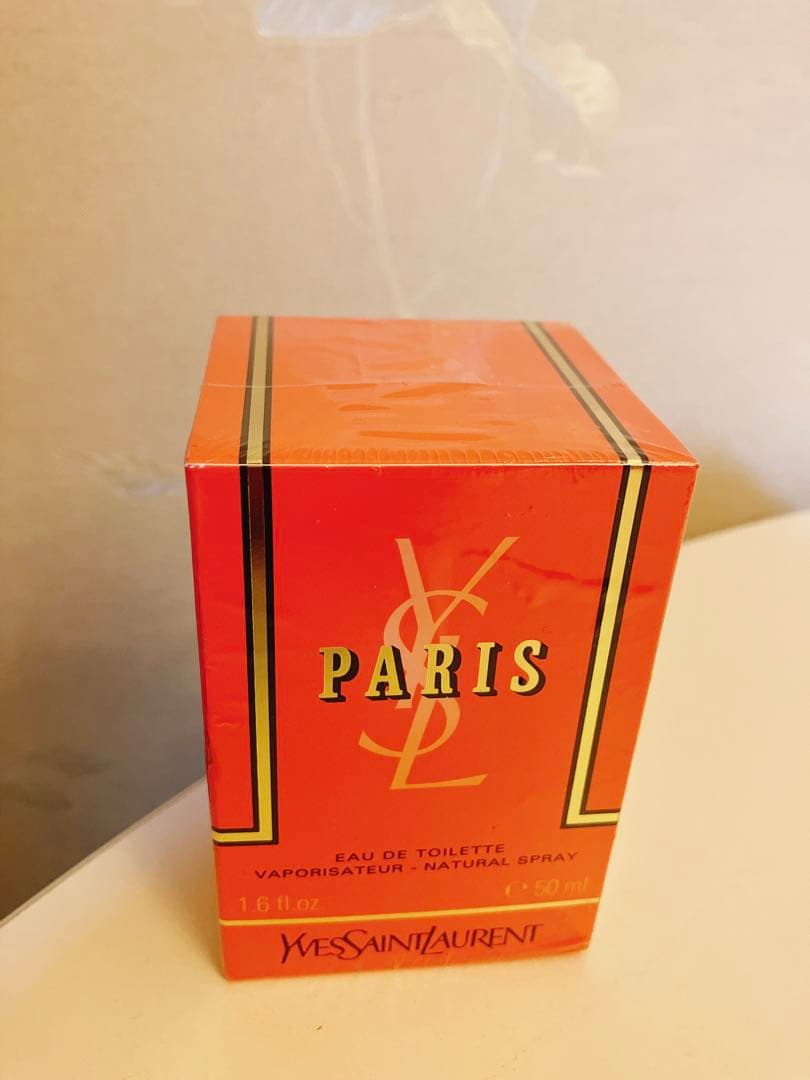 YSL
PARIS
EAU DE TOILETTE
VAPORISATEUR - NATURAL SPRAY
1.6 fl.oz. ℮ 50 ml
YVESSAINTLAURENT